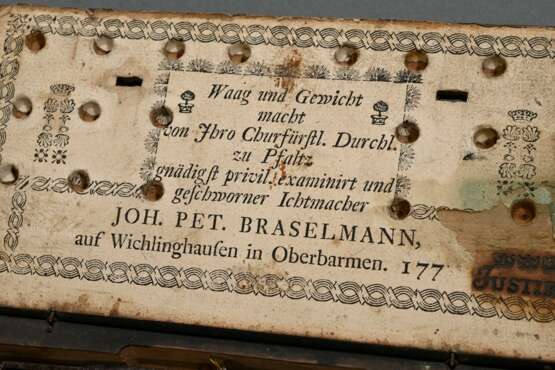 Waag und Gewicht
macht
von Jhro Churfürstl. Durchl.
zu Pfaltz
gnädigst privil. examinirt und
geschworner Ichtmacher
JOH. PET. BRASELMANN,
auf Wichlinghausen in Oberbarmen. 177